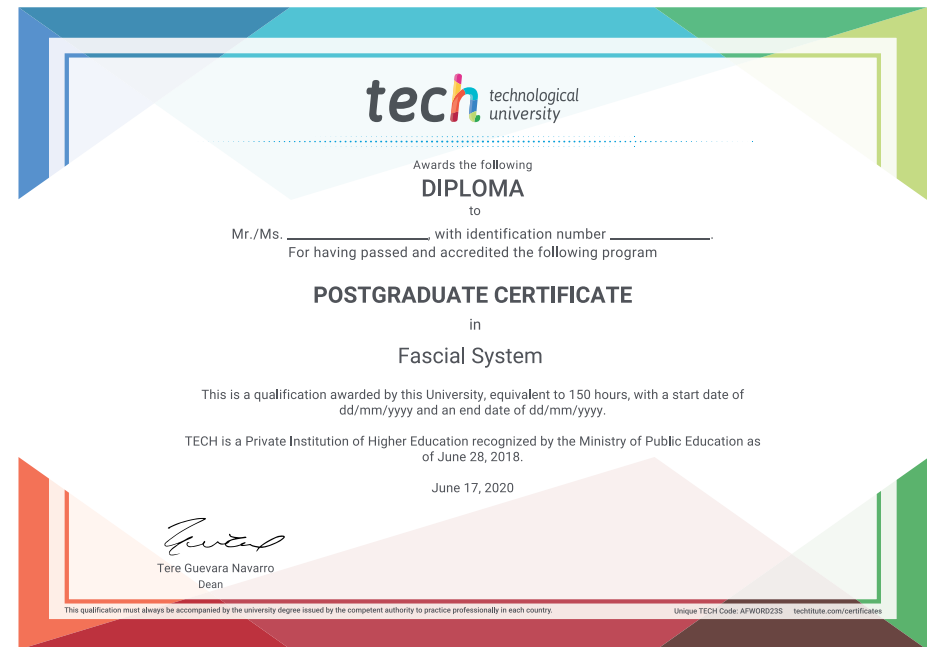 tech technological
university
Awards the following
DIPLOMA
to
Mr./Ms. ____________________, with identification number ______________.
For having passed and accredited the following program
POSTGRADUATE CERTIFICATE
in
Fascial System
This is a qualification awarded by this University, equivalent to 150 hours, with a start date of
dd/mm/yyyy and an end date of dd/mm/yyyy.
TECH is a Private Institution of Higher Education recognized by the Ministry of Public Education as
of June 28, 2018.
June 17, 2020
Tere Guevara Navarro
Dean
This qualification must always be accompanied by the university degree issued by the competent authority to practice professionally in each country.
Unique TECH Code: AFWORD23S techtitute.com/certificates